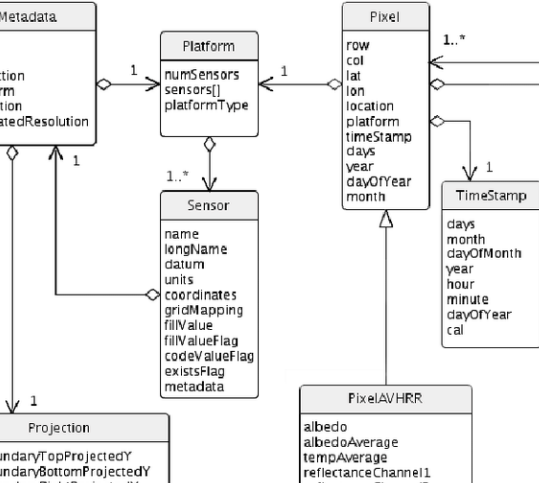 Metadata
ction
rm
tion
atedResolution
1
Platform
numSensors
sensors[]
platformType
1
Pixel
row
col
lat
lon
location
platform
timeStamp
days
year
dayOfYear
month
1..*
1
1
1..*
Sensor
name
longName
datum
units
coordinates
gridMapping
fillValue
fillValueFlag
codeValueFlag
existsFlag
metadata
TimeStamp
days
month
dayOfMonth
year
hour
minute
dayOfYear
cal
1
Projection
undaryTopProjectedY
undaryBottomProjectedY
PixelAVHRR
albedo
albedoAverage
tempAverage
reflectanceChannel1